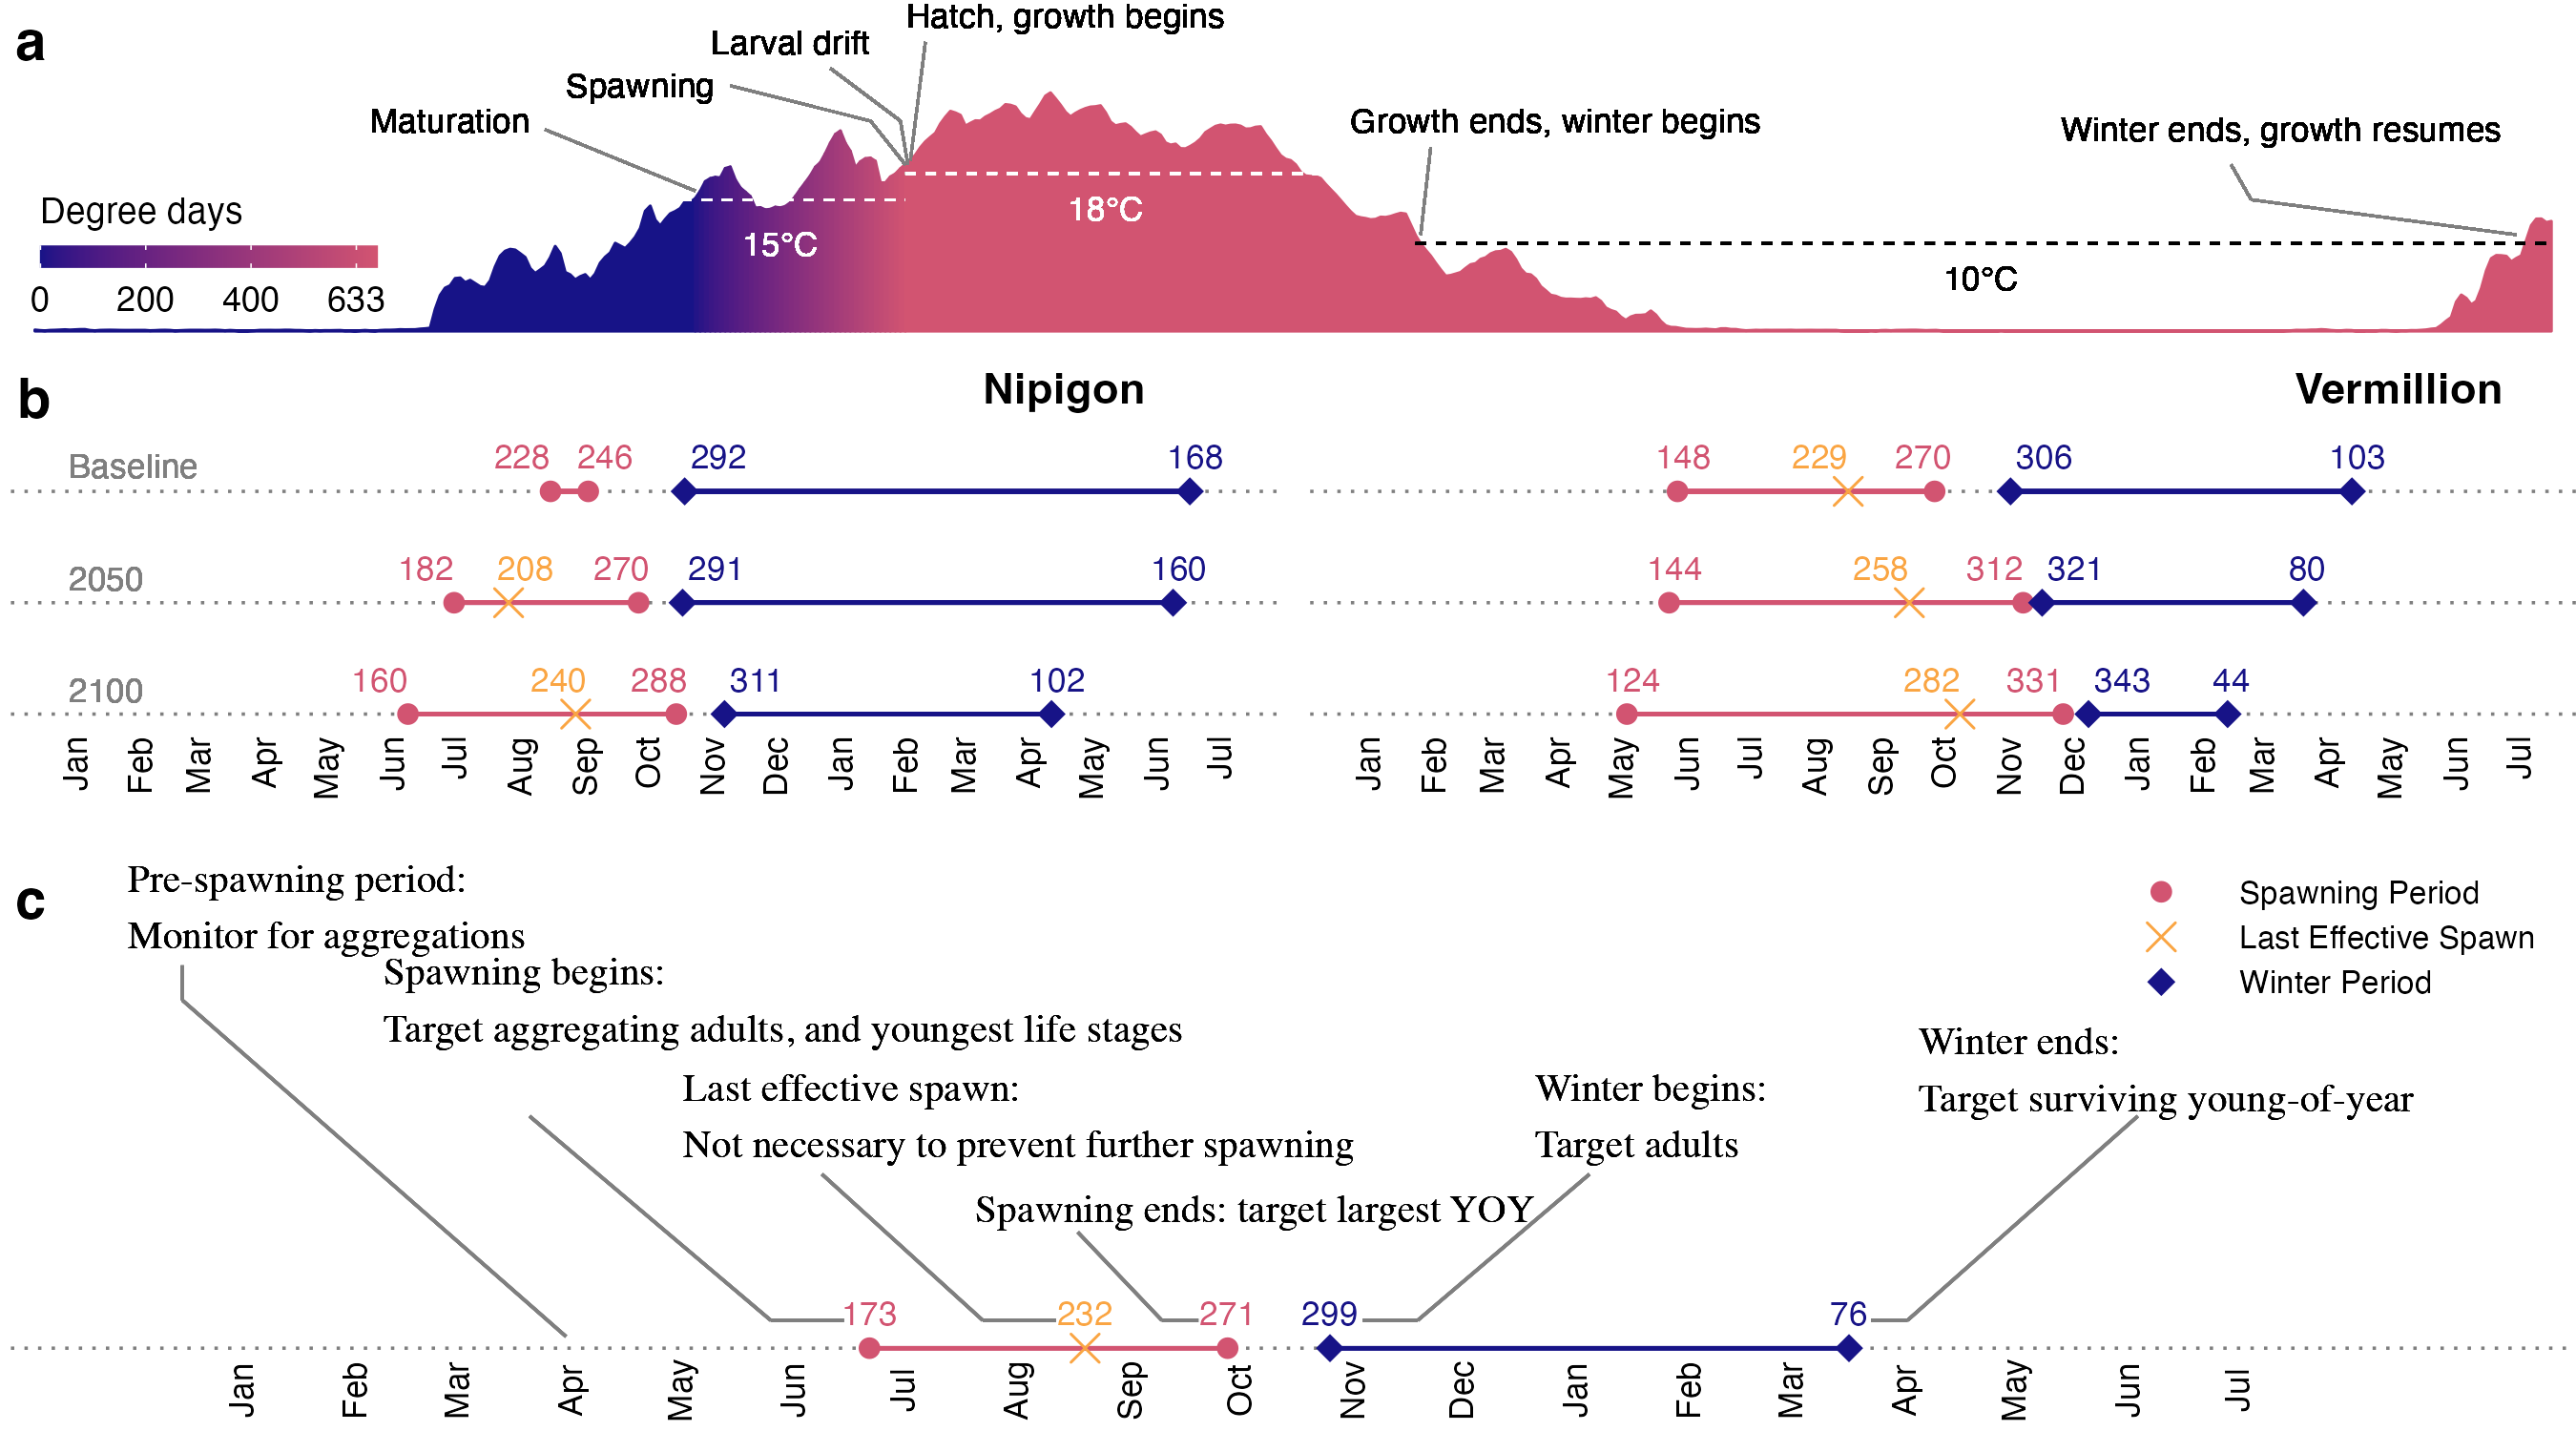 a
Hatch, growth begins
Larval drift
Spawning
Maturation
Growth ends, winter begins
Winter ends, growth resumes
Degree days
0 200 400 633
15°C
18°C
10°C
b
Nipigon
Vermillion
Baseline
228 246 292 168
148 229 270 306 103
2050
182 208 270 291 160
144 258 312 321 80
2100
160 240 288 311 102
124 282 331 343 44
Jan Feb Mar Apr May Jun Jul Aug Sep Oct Nov Dec Jan Feb Mar Apr May Jun Jul
Jan Feb Mar Apr May Jun Jul Aug Sep Oct Nov Dec Jan Feb Mar Apr May Jun Jul
c
Pre-spawning period:
Monitor for aggregations
Spawning begins:
Target aggregating adults, and youngest life stages
Last effective spawn:
Not necessary to prevent further spawning
Spawning ends: target largest YOY
Winter begins:
Target adults
Winter ends:
Target surviving young-of-year
Spawning Period
Last Effective Spawn
Winter Period
173 232 271 299 76
Jan Feb Mar Apr May Jun Jul Aug Sep Oct Nov Dec Jan Feb Mar Apr May Jun Jul